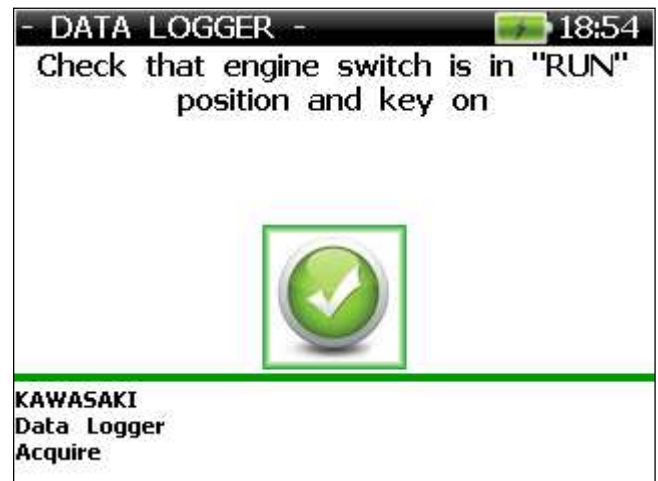 - DATA LOGGER - 18:54
Check that engine switch is in "RUN"
position and key on
KAWASAKI
Data Logger
Acquire